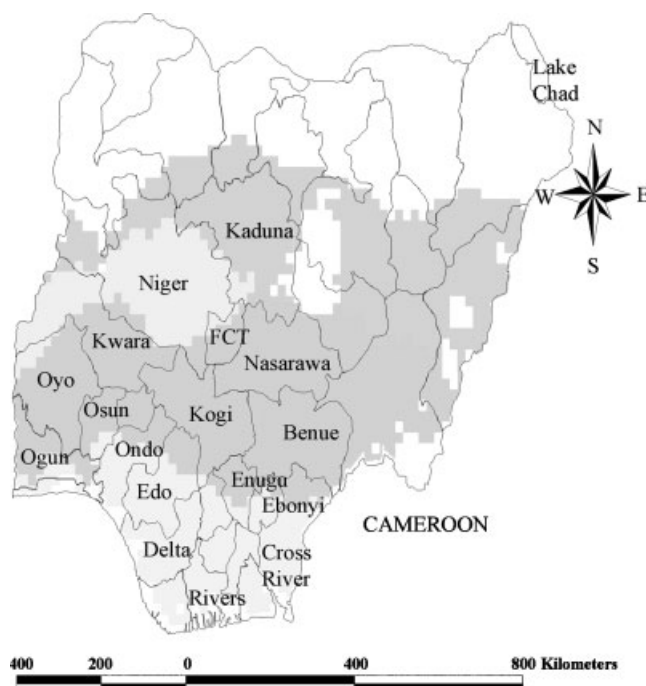 Lake
Chad
N
W E
S
Kaduna
Niger
FCT
Kwara
Nasarawa
Oyo
Osun
Kogi
Benue
Ogun
Ondo
Enugu
Edo
Ebonyi
CAMEROON
Delta
Cross
River
Rivers
400 200 0 400 800 Kilometers